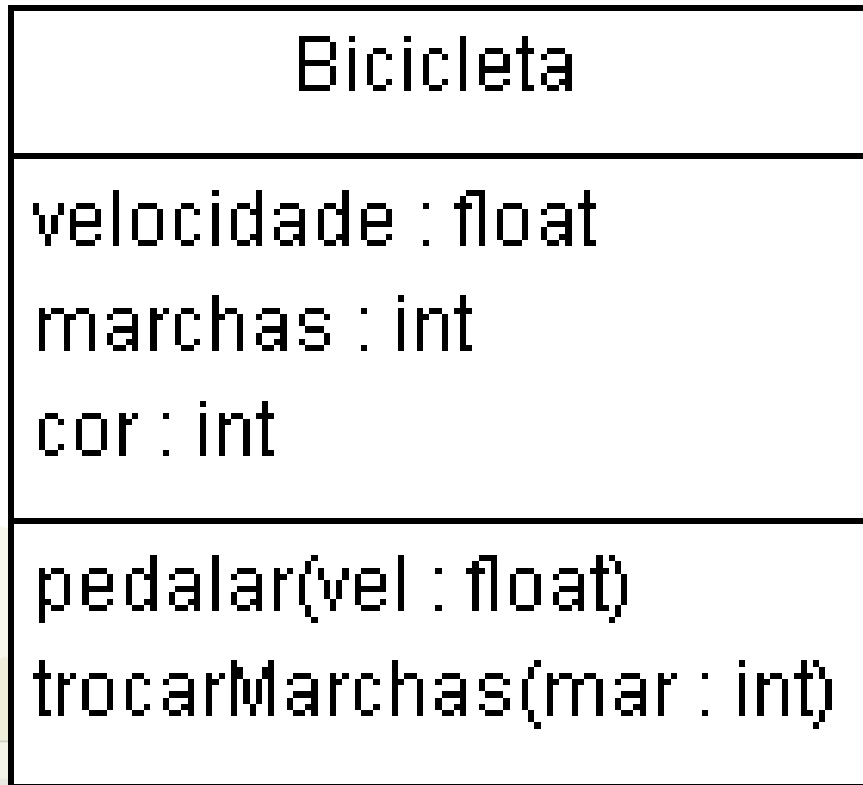 Bicicleta
velocidade : float
marchas : int
cor : int
pedalar(vel : float)
trocarMarchas(mar : int)